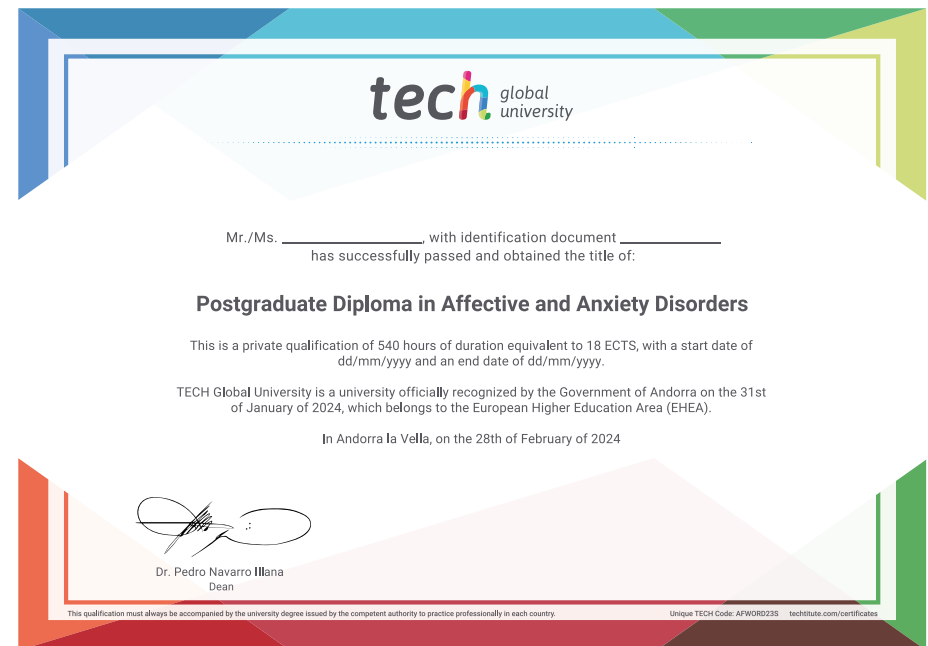 tech global university
Mr./Ms. ____________, with identification document ____________
has successfully passed and obtained the title of:
Postgraduate Diploma in Affective and Anxiety Disorders
This is a private qualification of 540 hours of duration equivalent to 18 ECTS, with a start date of
dd/mm/yyyy and an end date of dd/mm/yyyy.
TECH Global University is a university officially recognized by the Government of Andorra on the 31st
of January of 2024, which belongs to the European Higher Education Area (EHEA).
In Andorra la Vella, on the 28th of February of 2024
Dr. Pedro Navarro Illana
Dean
This qualification must always be accompanied by the university degree issued by the competent authority to practice professionally in each country.
Unique TECH Code: AFWORD23S techtitute.com/certificates